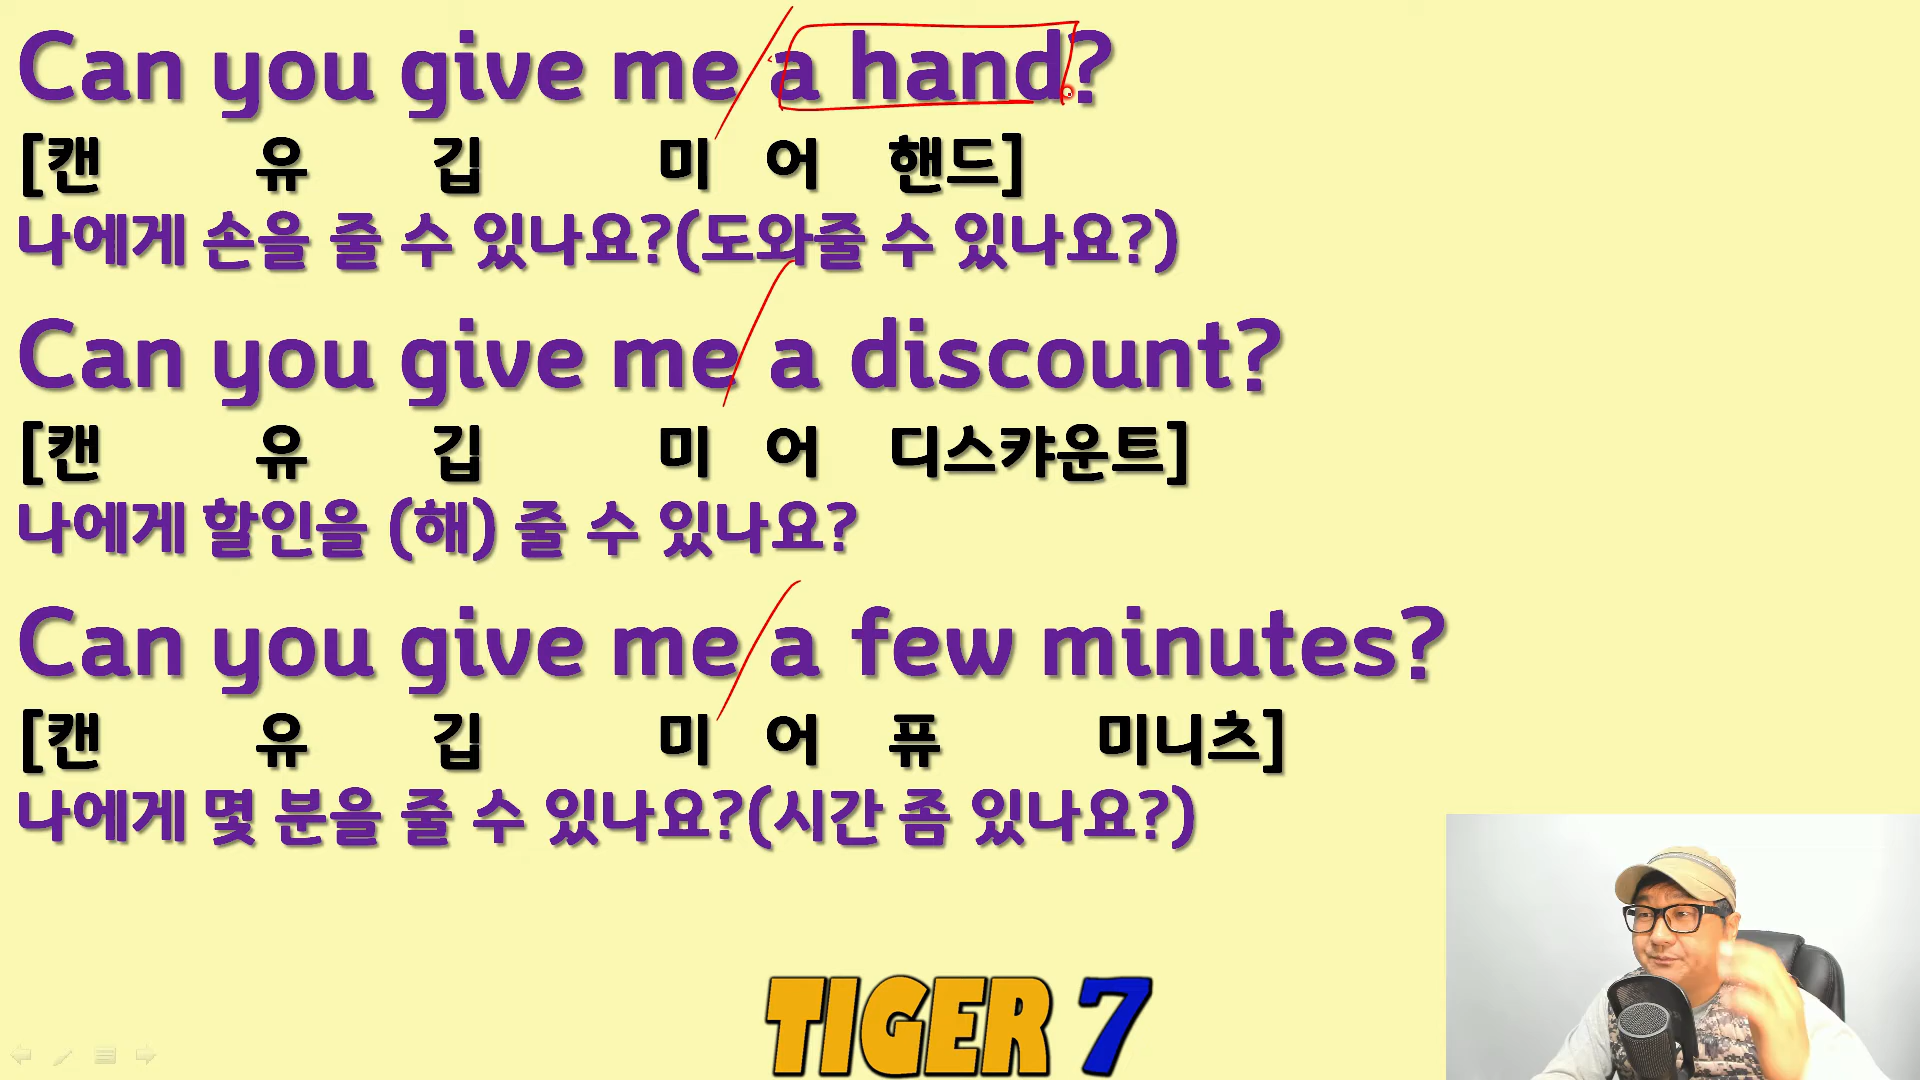 Can you give me a hand?
[캔 유 깁 미 어 핸드]
나에게 손을 줄 수 있나요?(도와줄 수 있나요?)
Can you give me a discount?
[캔 유 깁 미 어 디스캬운트]
나에게 할인을 (해) 줄 수 있나요?
Can you give me a few minutes?
[캔 유 깁 미 어 퓨 미니츠]
나에게 몇 분을 줄 수 있나요?(시간 좀 있나요?)
TIGER 7